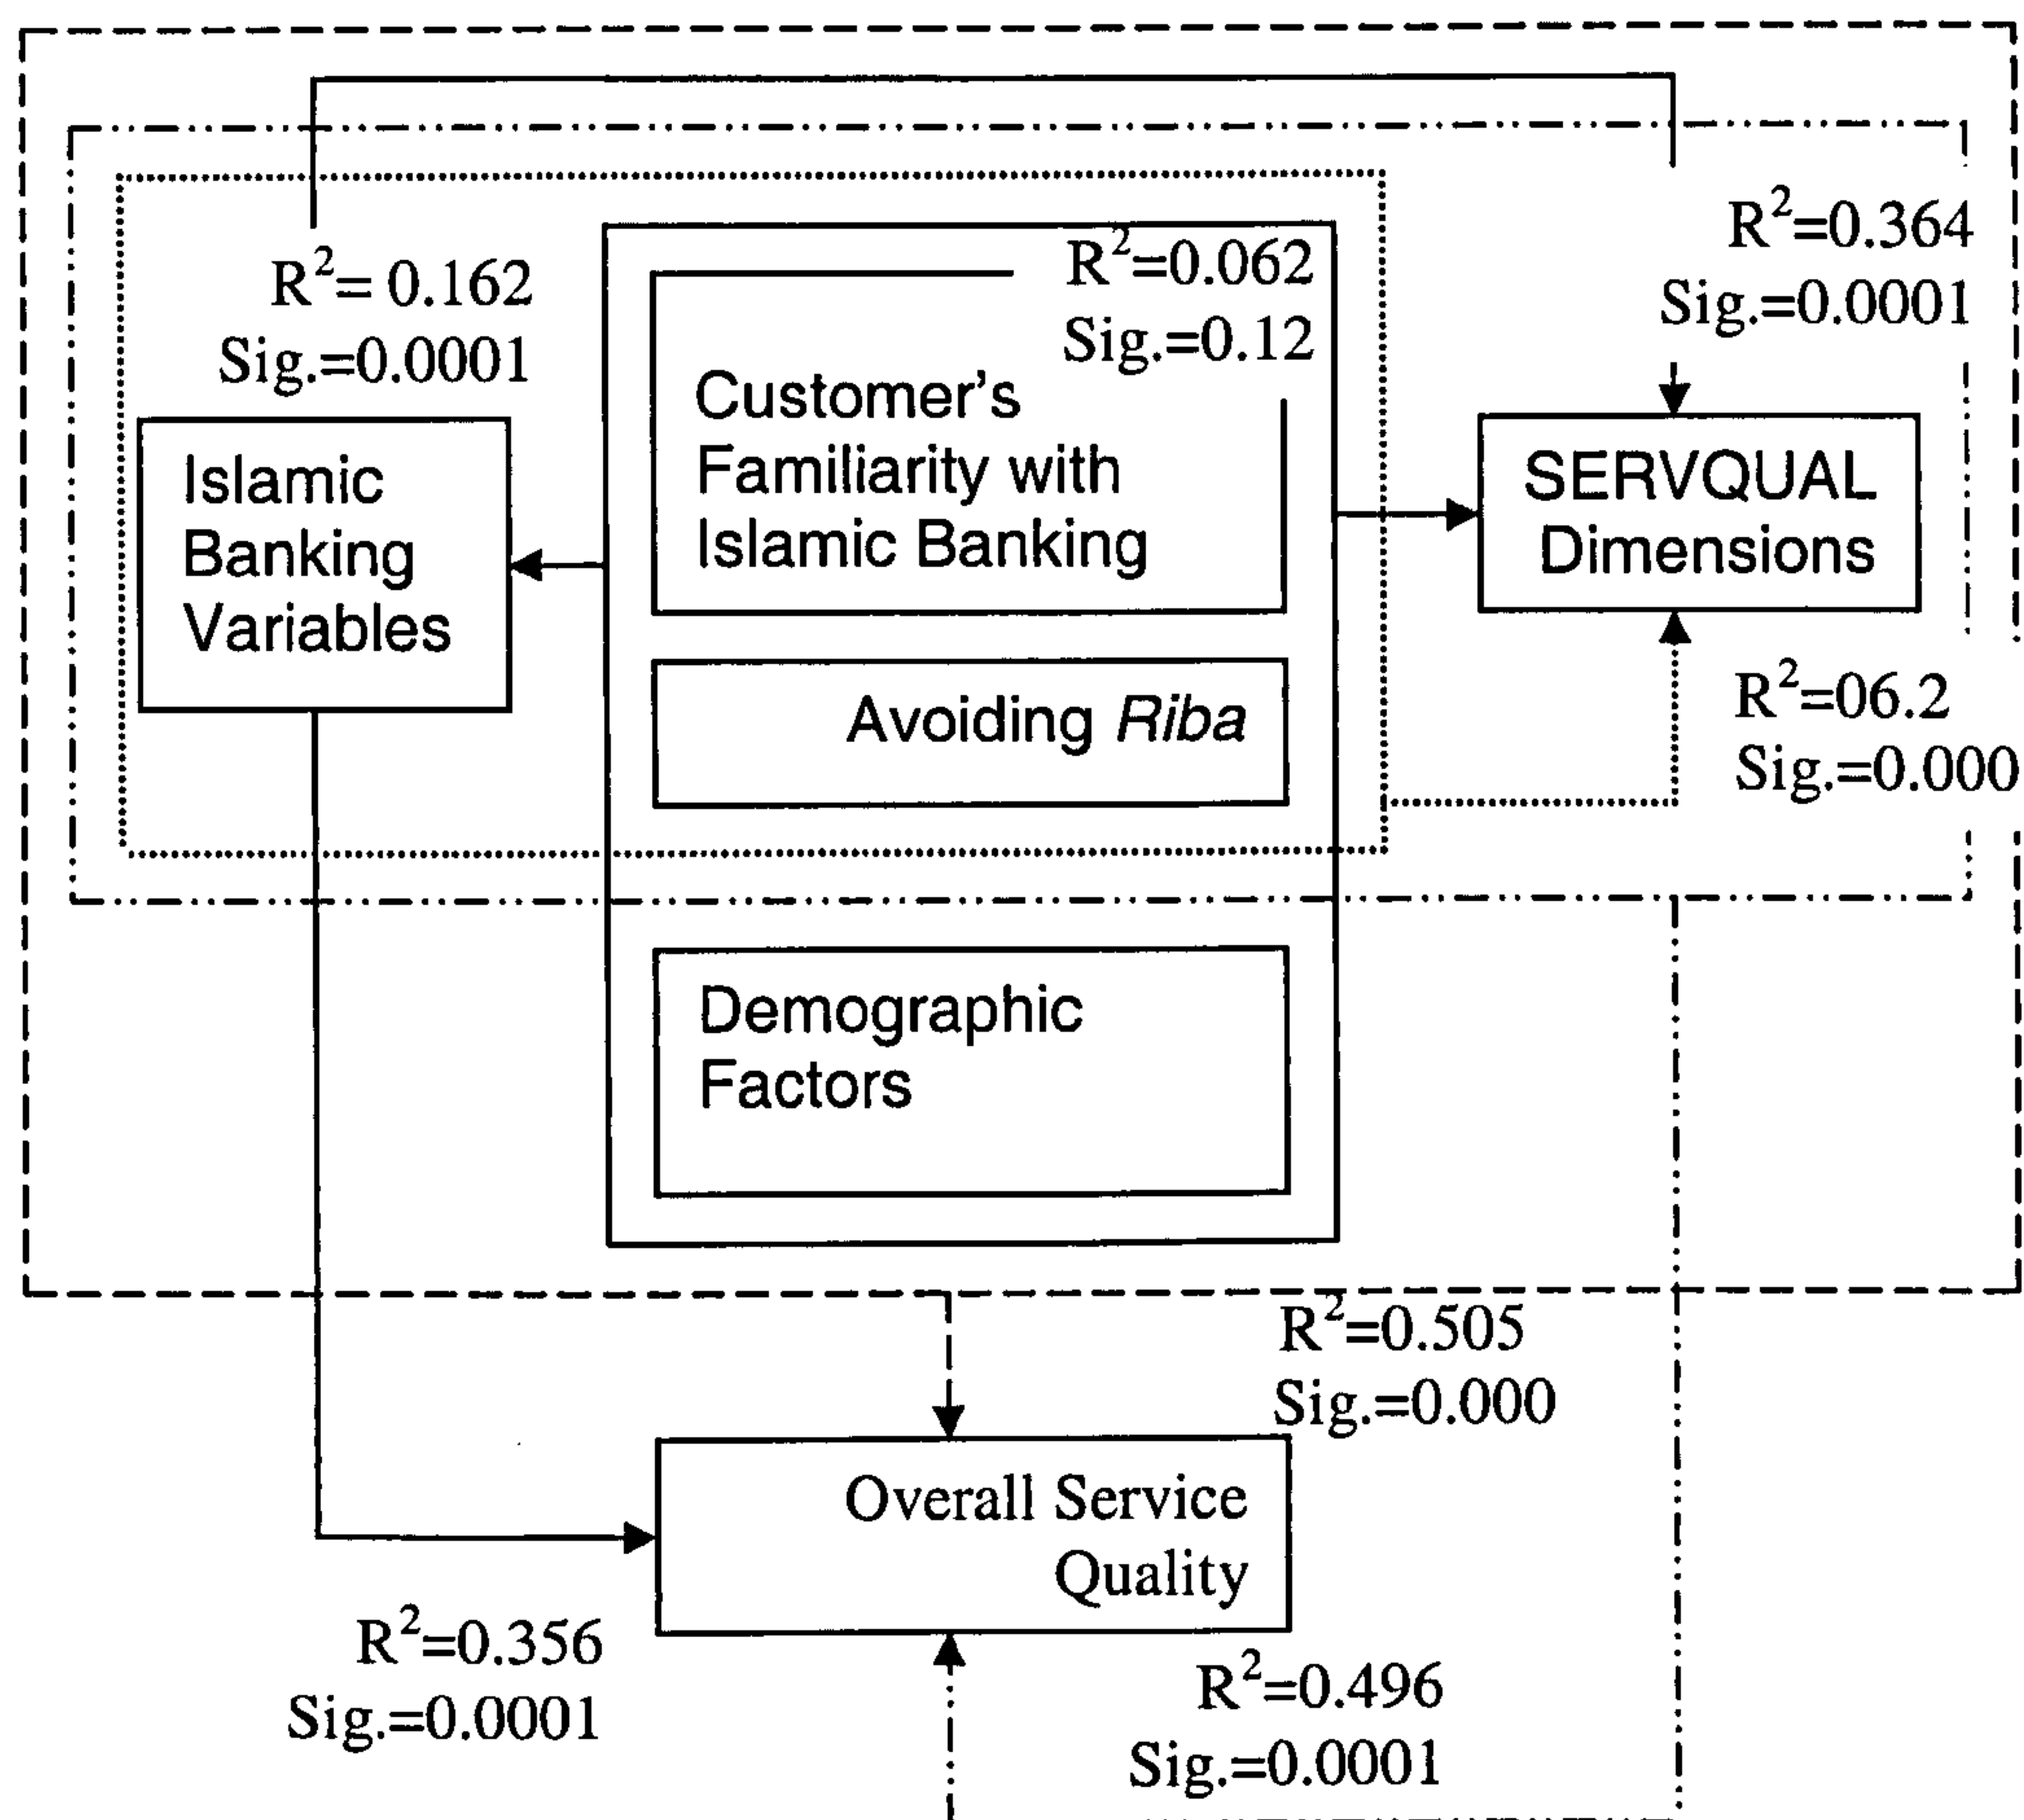 R²= 0.162
Sig.=0.0001
Islamic
Banking
Variables
R²=0.062
Sig.=0.12
Customer's
Familiarity with
Islamic Banking
Avoiding Riba
Demographic
Factors
R²=0.364
Sig.=0.0001
SERVQUAL
Dimensions
R²=06.2
Sig.=0.000
R²=0.505
Sig.=0.000
Overall Service
Quality
R²=0.356
Sig.=0.0001
R²=0.496
Sig.=0.0001